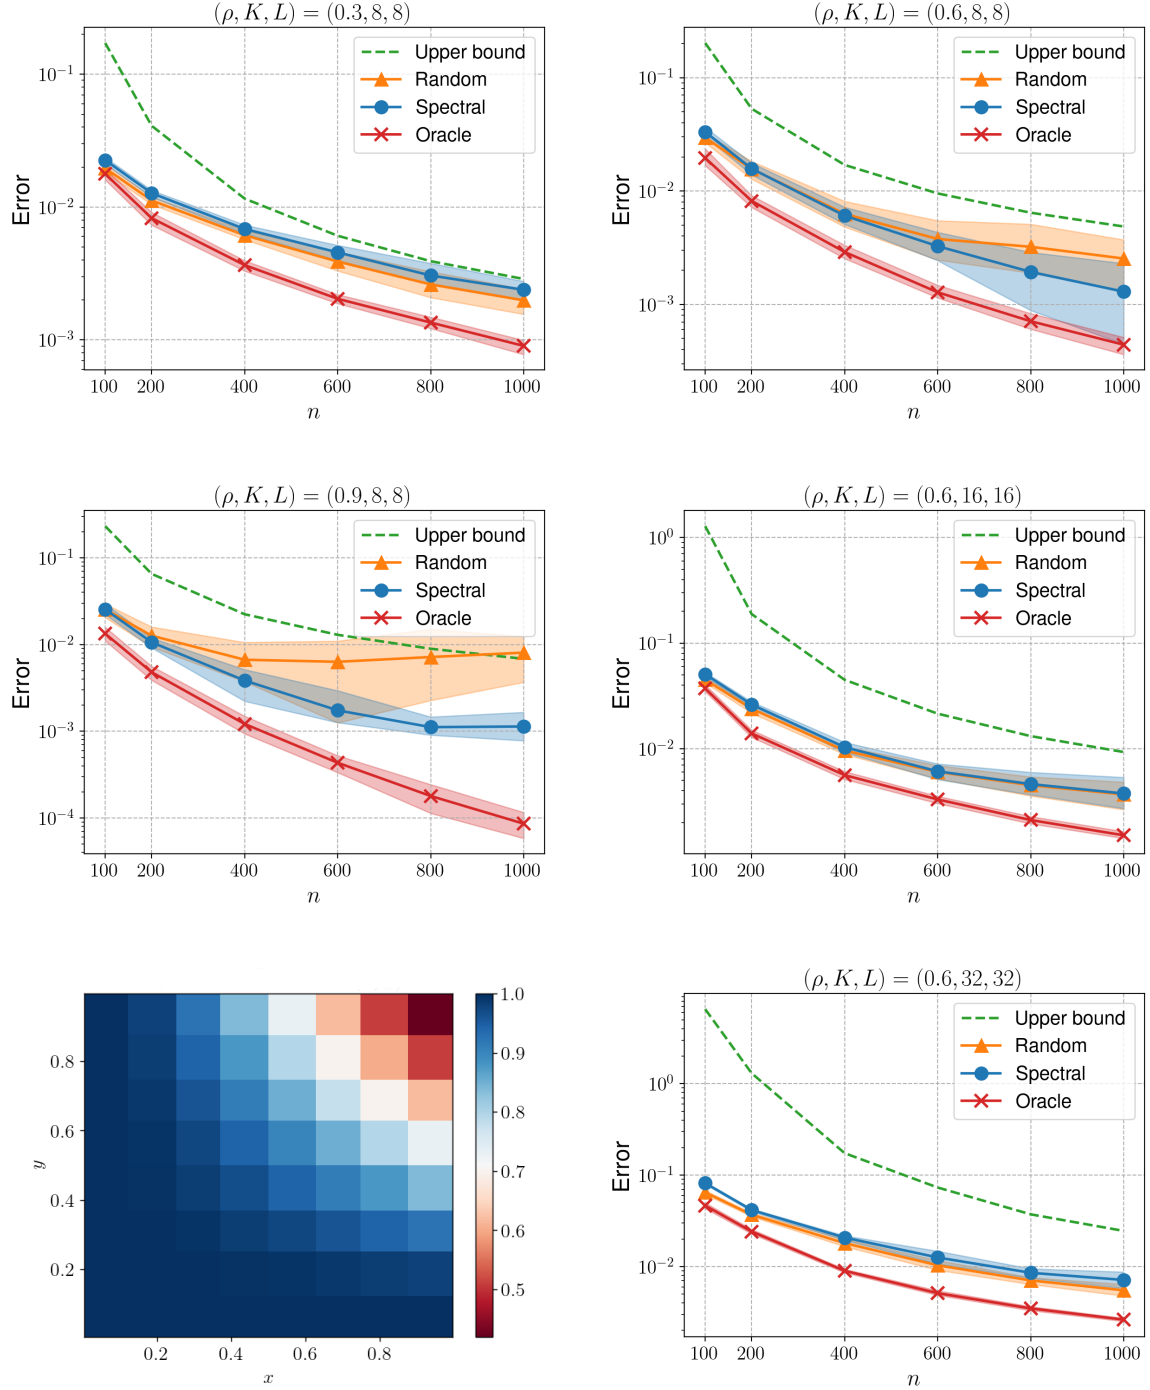 (ρ, K, L) = (0.3, 8, 8)
Error
10⁻¹
10⁻²
10⁻³
Upper bound
Random
Spectral
Oracle
100 200 400 600 800 1000
n
(ρ, K, L) = (0.6, 8, 8)
Error
10⁻¹
10⁻²
10⁻³
Upper bound
Random
Spectral
Oracle
100 200 400 600 800 1000
n
(ρ, K, L) = (0.9, 8, 8)
Error
10⁻¹
10⁻²
10⁻³
10⁻⁴
Upper bound
Random
Spectral
Oracle
100 200 400 600 800 1000
n
(ρ, K, L) = (0.6, 16, 16)
Error
10⁰
10⁻¹
10⁻²
Upper bound
Random
Spectral
Oracle
100 200 400 600 800 1000
n
y
0.8
0.6
0.4
0.2
0.2 0.4 0.6 0.8
x
1.0
0.9
0.8
0.7
0.6
0.5
(ρ, K, L) = (0.6, 32, 32)
Error
10⁰
10⁻¹
10⁻²
Upper bound
Random
Spectral
Oracle
100 200 400 600 800 1000
n